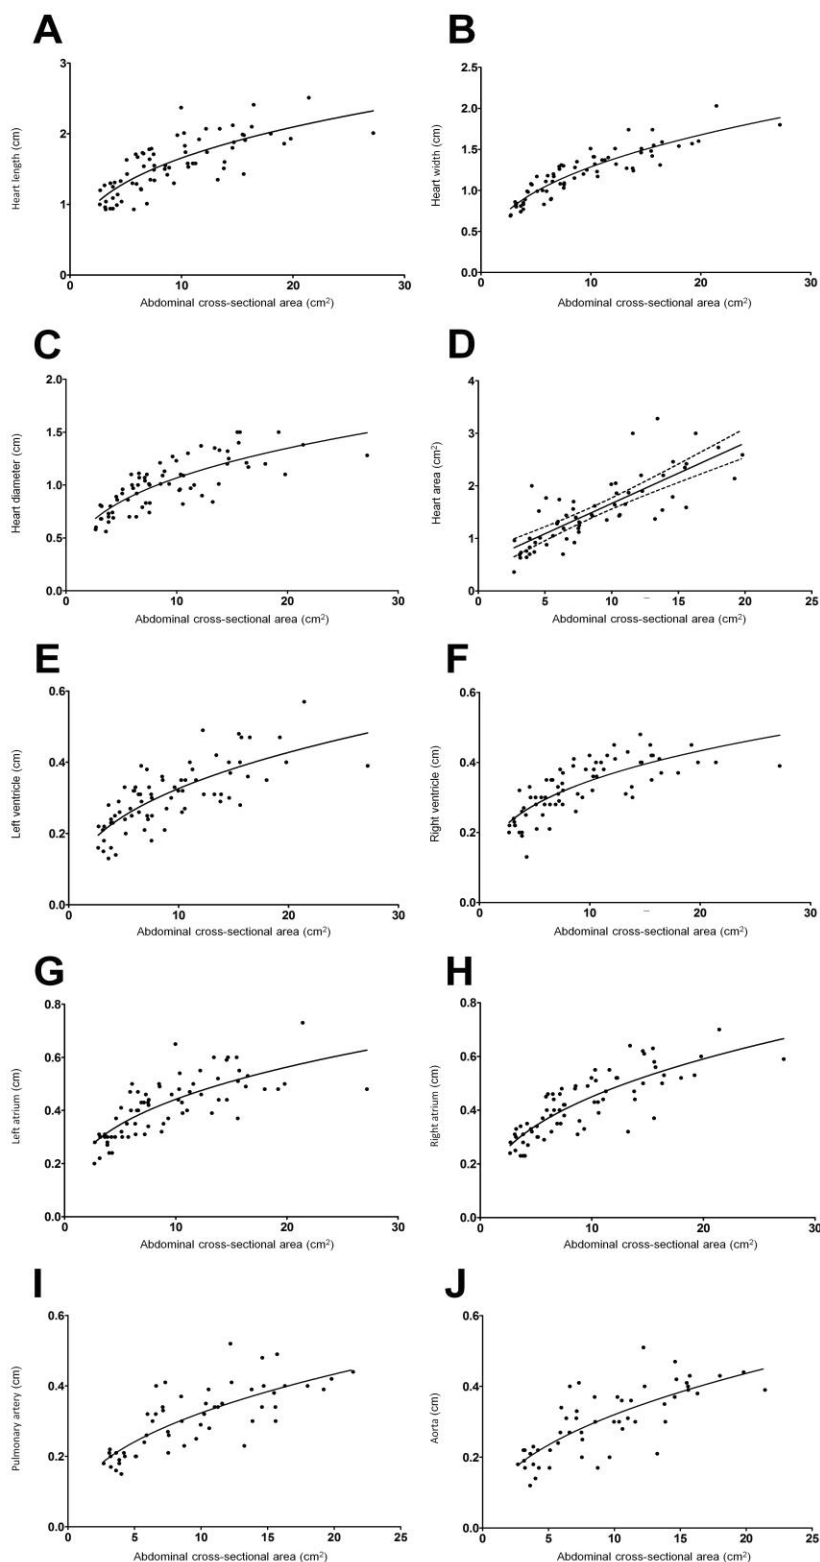 A
Heart length (cm)
3
2
1
0
0 10 20 30
Abdominal cross-sectional area (cm²)
B
Heart width (cm)
2.5
2.0
1.5
1.0
0.5
0.0
0 10 20 30
Abdominal cross-sectional area (cm²)
C
Heart diameter (cm)
2.0
1.5
1.0
0.5
0.0
0 10 20 30
Abdominal cross-sectional area (cm²)
D
Heart area (cm²)
4
3
2
1
0
0 5 10 15 20 25
Abdominal cross-sectional area (cm²)
E
Left ventricle (cm)
0.6
0.4
0.2
0.0
0 10 20 30
Abdominal cross-sectional area (cm²)
F
Right ventricle (cm)
0.6
0.4
0.2
0.0
0 10 20 30
Abdominal cross-sectional area (cm²)
G
Left atrium (cm)
0.8
0.6
0.4
0.2
0.0
0 10 20 30
Abdominal cross-sectional area (cm²)
H
Right atrium (cm)
0.8
0.6
0.4
0.2
0.0
0 10 20 30
Abdominal cross-sectional area (cm²)
I
Pulmonary artery (cm)
0.6
0.4
0.2
0.0
0 5 10 15 20 25
Abdominal cross-sectional area (cm²)
J
Aorta (cm)
0.6
0.4
0.2
0.0
0 5 10 15 20 25
Abdominal cross-sectional area (cm²)